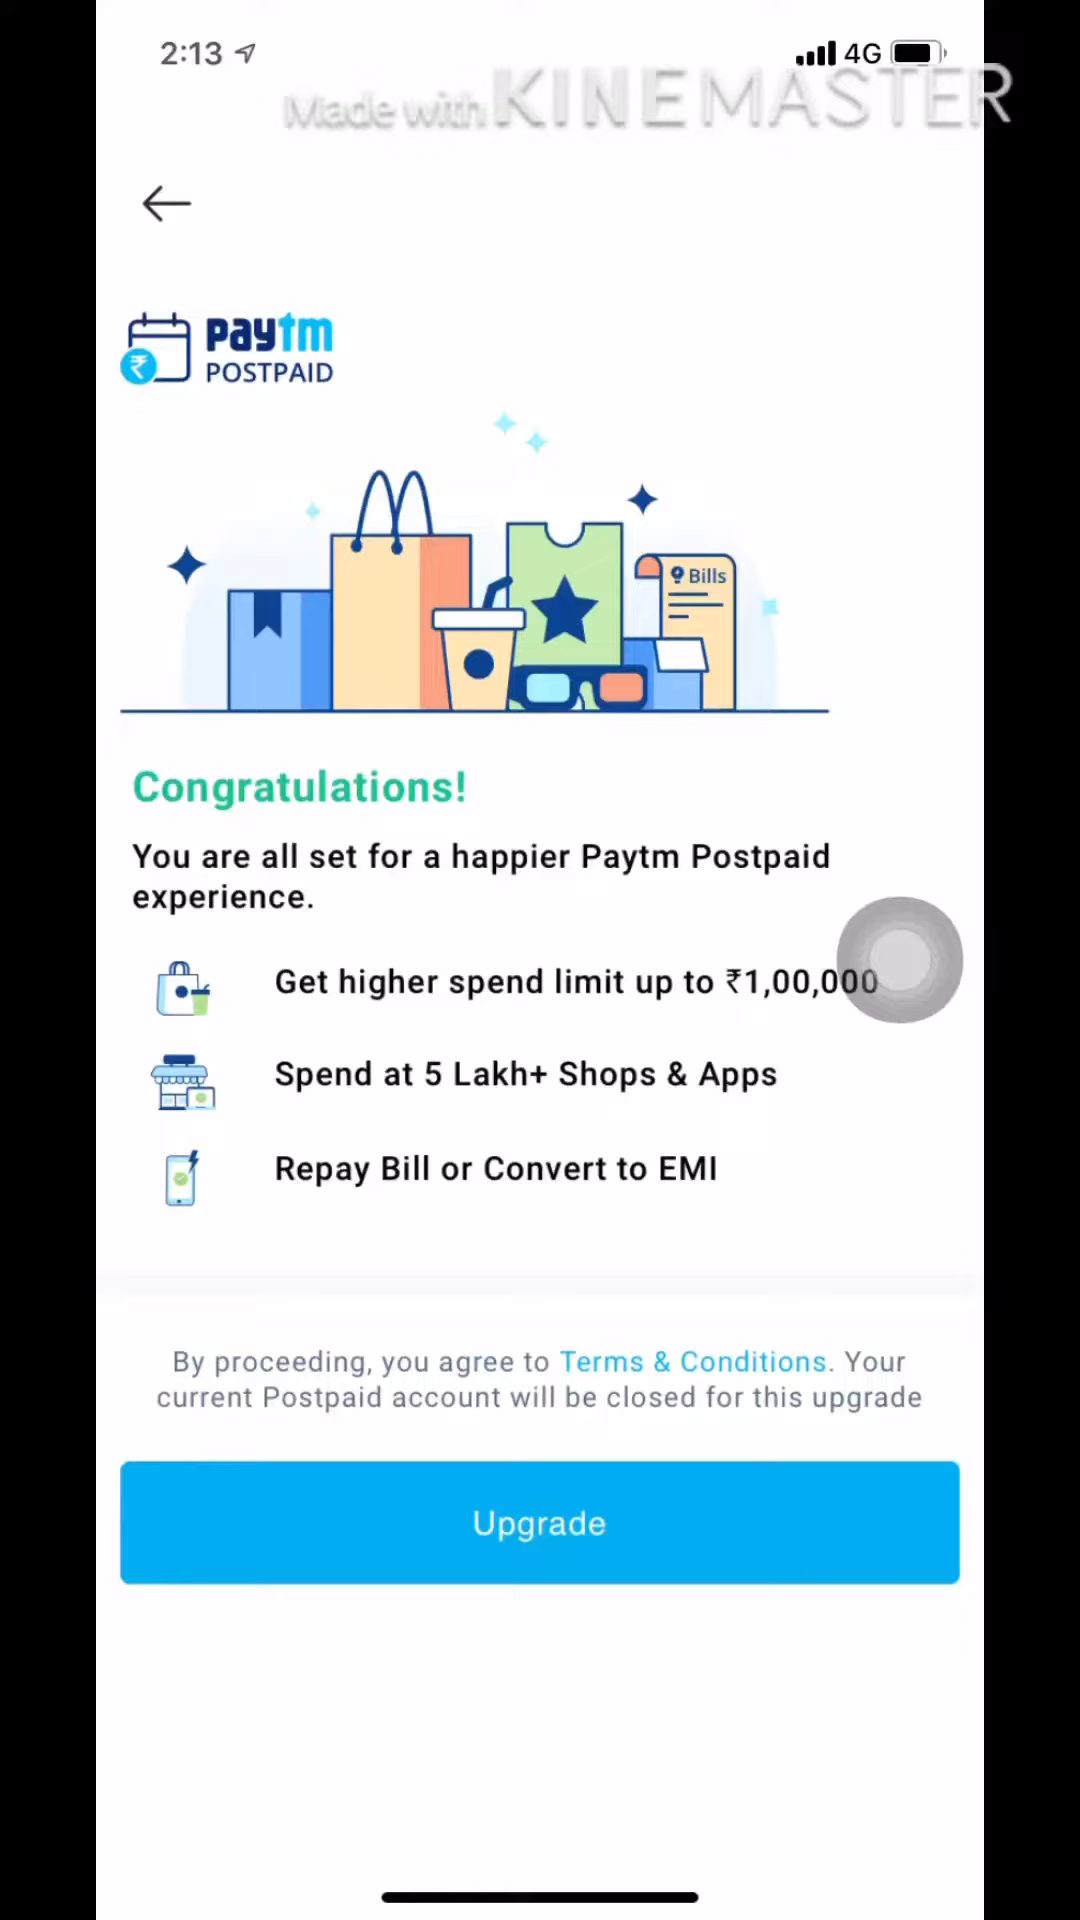 2:13
4G
Made with KINEMASTER
paytm
POSTPAID
Bills
Congratulations!
You are all set for a happier Paytm Postpaid
experience.
Get higher spend limit up to ₹1,00,000
Spend at 5 Lakh+ Shops & Apps
Repay Bill or Convert to EMI
By proceeding, you agree to Terms & Conditions. Your
current Postpaid account will be closed for this upgrade
Upgrade